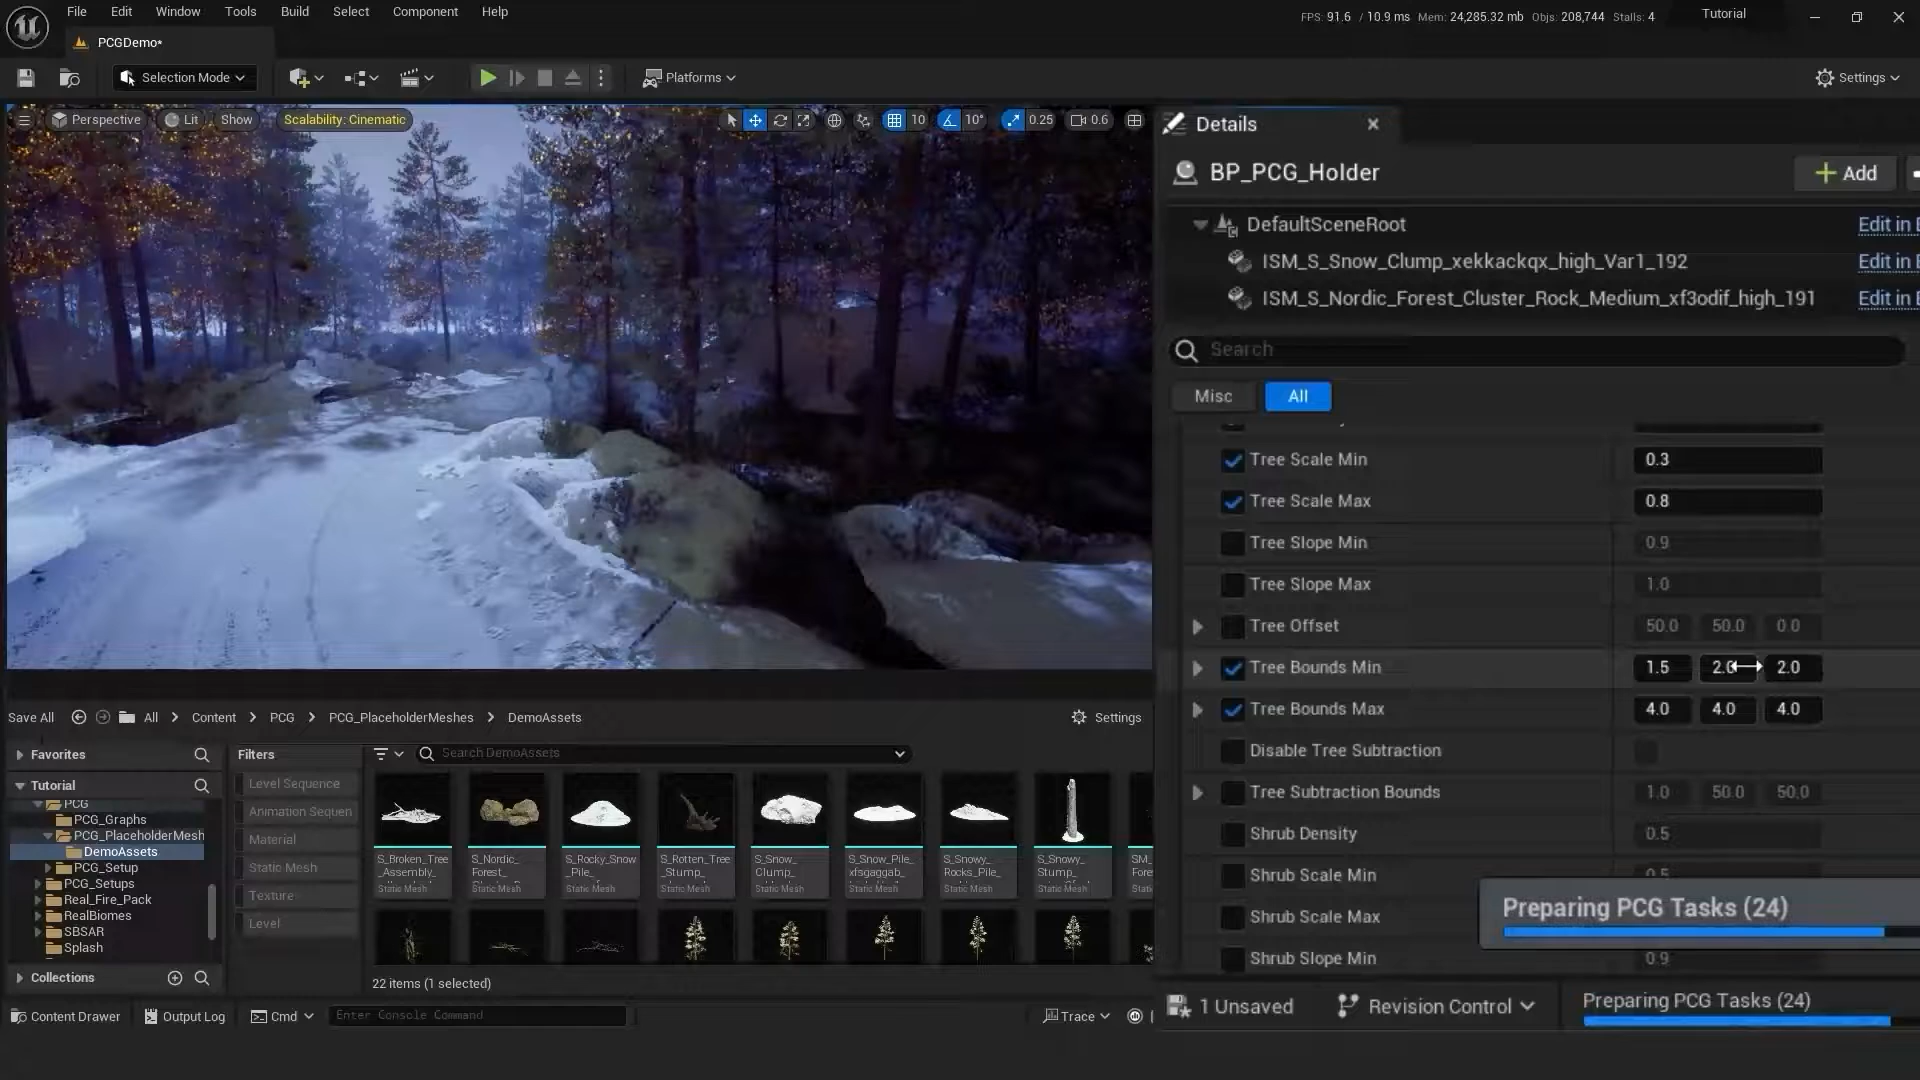 File Edit Window Tools Build Select Component Help
FPS: 91.6 / 10.9 ms Mem: 24,285.32 mb Objs: 208,744 Stalls: 4
Tutorial
PCGDemo*
Selection Mode
Platforms
Settings
Perspective Lit Show Scalability: Cinematic
10 10° 0.25 0.6
Details
BP_PCG_Holder
Add
DefaultSceneRoot
Edit in
ISM_S_Snow_Clump_xekkackqx_high_Var1_192
Edit in
ISM_S_Nordic_Forest_Cluster_Rock_Medium_xf3odif_high_191
Edit in
Search
Misc All
Tree Scale Min 0.3
Tree Scale Max 0.8
Tree Slope Min 0.9
Tree Slope Max 1.0
Tree Offset 50.0 50.0 0.0
Tree Bounds Min 1.5 2.0 2.0
Tree Bounds Max 4.0 4.0 4.0
Disable Tree Subtraction
Tree Subtraction Bounds 1.0 50.0 50.0
Shrub Density 0.5
Shrub Scale Min 0.5
Shrub Scale Max
Shrub Slope Min 0.9
Preparing PCG Tasks (24)
1 Unsaved
Revision Control
Preparing PCG Tasks (24)
Save All All Content PCG PCG_PlaceholderMeshes DemoAssets
Settings
Favorites
Tutorial
PCG
PCG_Graphs
PCG_PlaceholderMesh
DemoAssets
PCG_Setup
PCG_Setups
Real_Fire_Pack
RealBiomes
SBSAR
Splash
Collections
Filters
Level Sequence
Animation Sequen
Material
Static Mesh
Texture
Level
Search DemoAssets
S_Broken_Tree
_Assembly_
Static Mesh
S_Nordic_
Forest_
Static Mesh
S_Rocky_Snow
_Pile_
Static Mesh
S_Rotten_Tree
_Stump_
Static Mesh
S_Snow_
Clump_
Static Mesh
S_Snow_Pile_
xfsgaggab_
Static Mesh
S_Snowy_
Rocks_Pile_
Static Mesh
S_Snowy_
Stump_
Static Mesh
SM_
Fore
Stati
22 items (1 selected)
Content Drawer
Output Log
Cmd
Enter Console Command
Trace